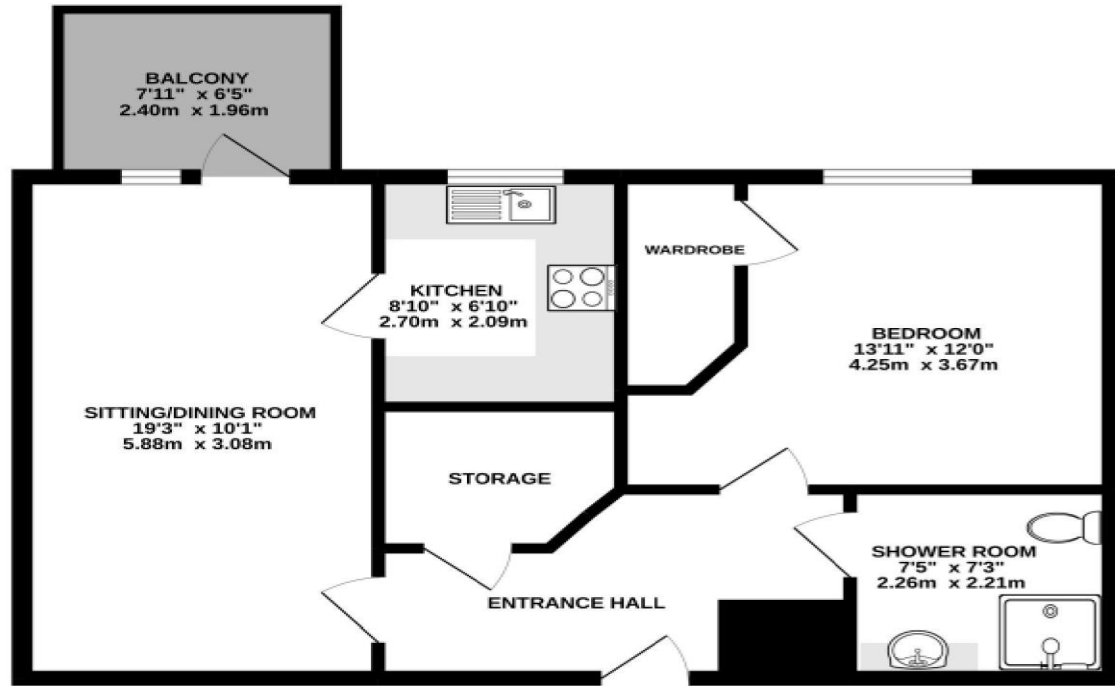 BALCONY
7'11" x 6'5"
2.40m x 1.96m
WARDROBE
KITCHEN
8'10" x 6'10"
2.70m x 2.09m
BEDROOM
13'11" x 12'0"
4.25m x 3.67m
SITTING/DINING ROOM
19'3" x 10'1"
5.88m x 3.08m
STORAGE
SHOWER ROOM
7'5" x 7'3"
2.26m x 2.21m
ENTRANCE HALL